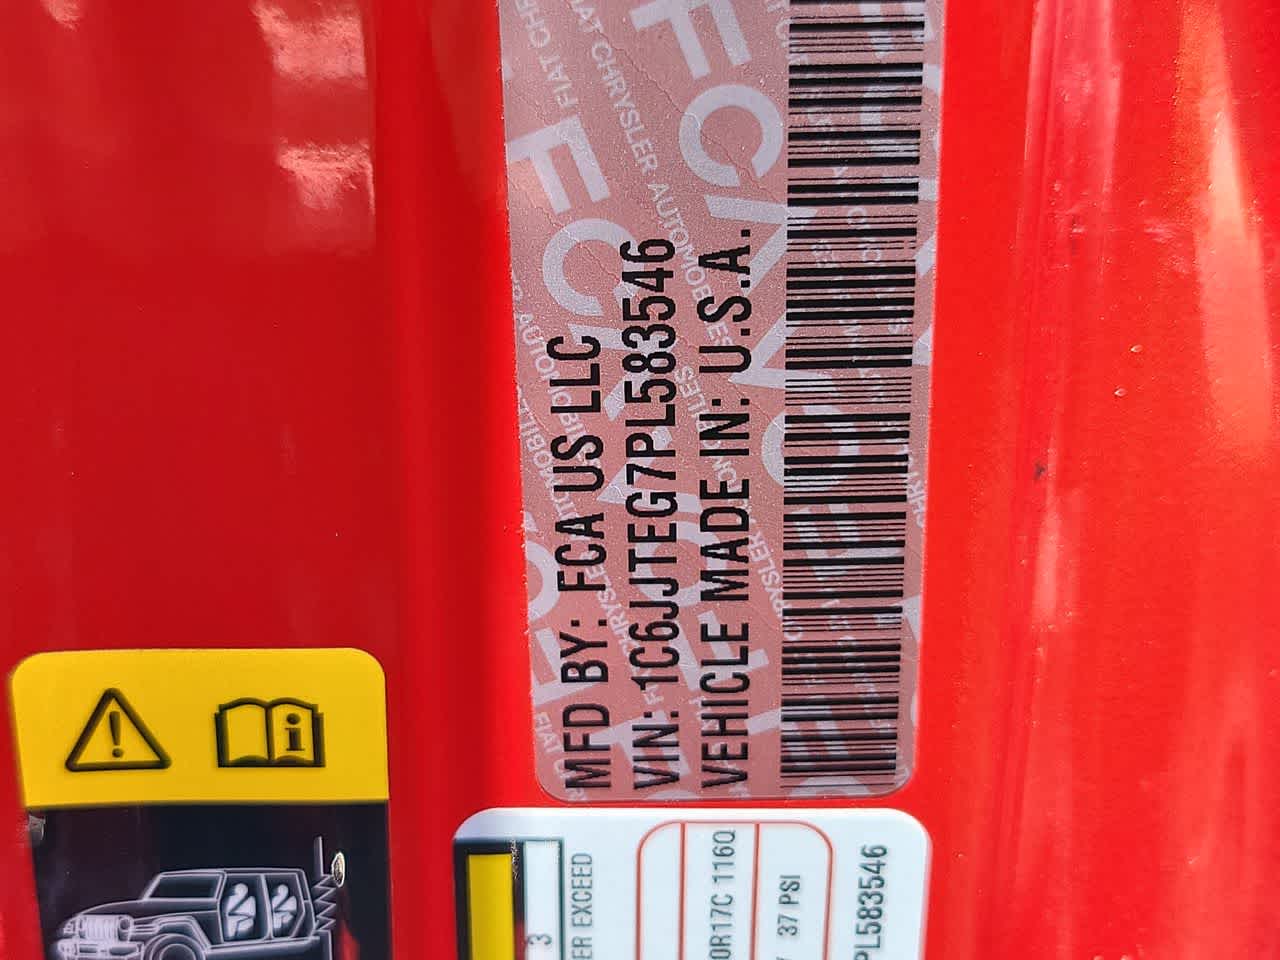 MFD BY: FCA US LLC
VIN: 1C6JJTEG7PL583546
VEHICLE MADE IN: U.S.A.
FCA
FIAT CHRYSLER AUTOMOBILES
3
ER EXCEED
0R17C 116Q
37 PSI
PL583546